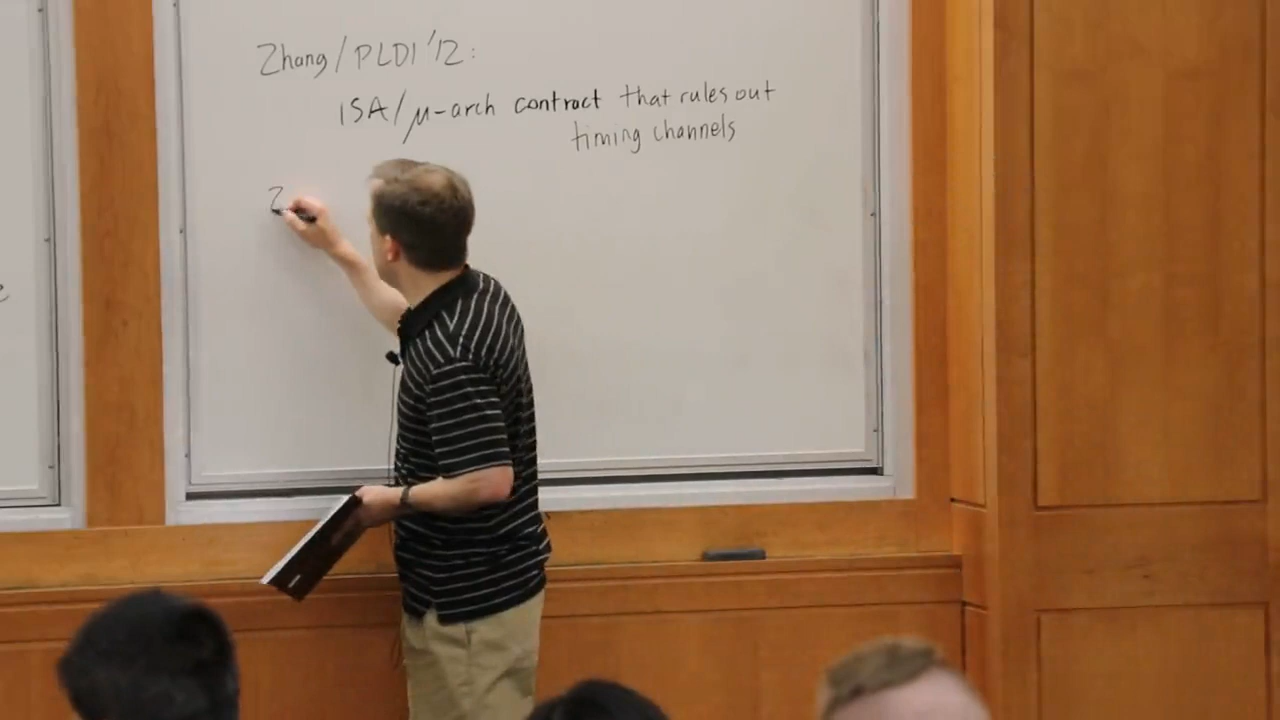 Zhang/PLDI '12:
ISA/μ-arch contract that rules out
timing channels
Z